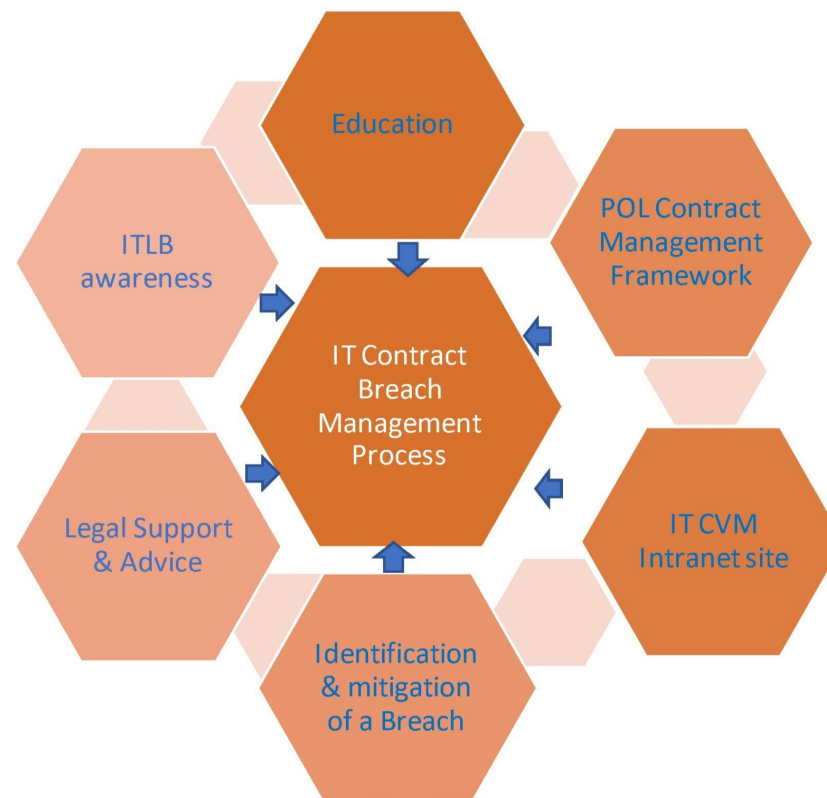 Education
POL Contract
Management
Framework
ITLB
awareness
IT Contract
Breach
Management
Process
IT CVM
Intranet site
Legal Support
& Advice
Identification
& mitigation
of a Breach